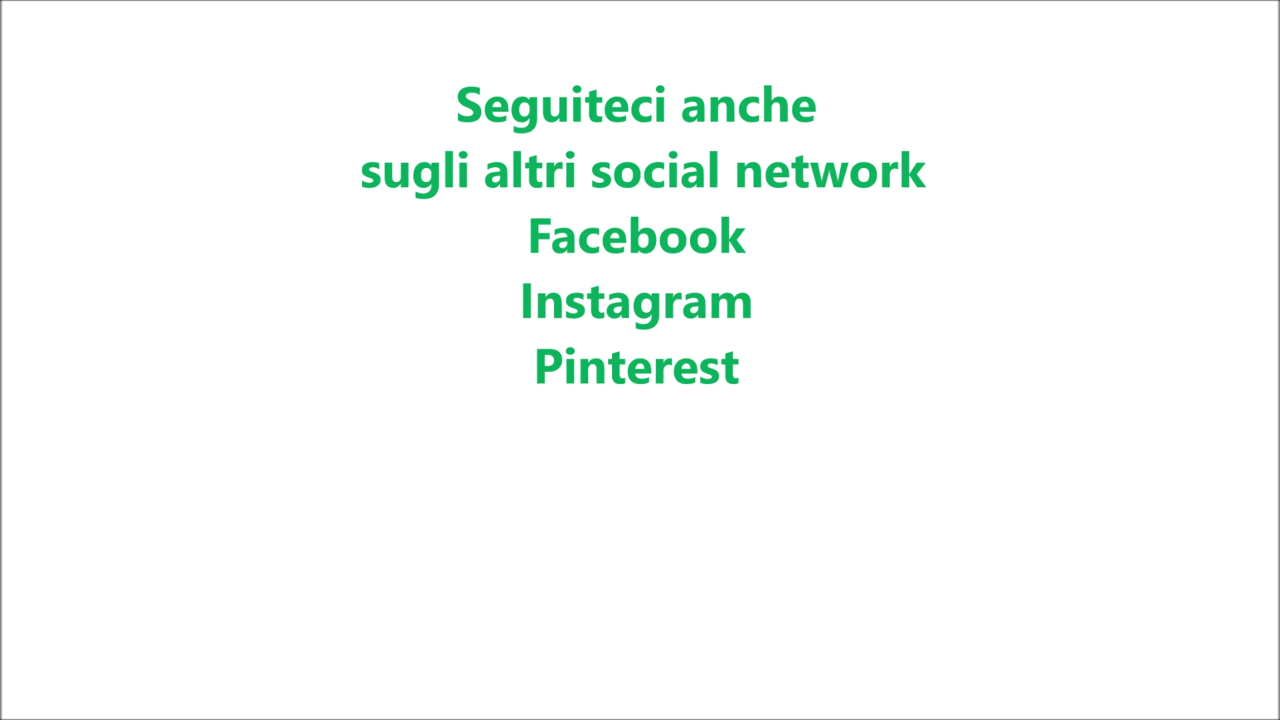 Seguiteci anche
sugli altri social network
Facebook
Instagram
Pinterest